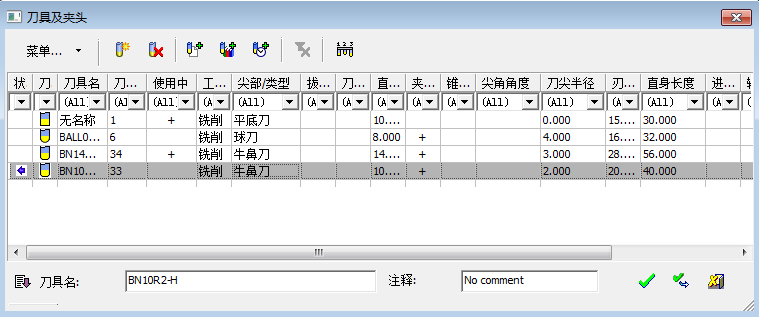 刀具及夹头
菜单...
状 刀 刀具名 刀... 使用中 工... 尖部/类型 拔... 刀... 直... 夹... 锥... 尖角角度 刀尖半径 刃... 直身长度 进...
(All) (A (All) (A (All) (A (A (A (A (A (All) (All) (A (All) (A
无名称 1 + 铣削 平底刀 10.... 0.000 15.... 30.000
BALL0... 6 铣削 球刀 8.000 + 4.000 16.... 32.000
BN14... 34 + 铣削 牛鼻刀 14.... + 3.000 28.... 56.000
BN10... 33 铣削 牛鼻刀 10.... + 2.000 20.... 40.000
刀具名: BN10R2-H 注释: No comment